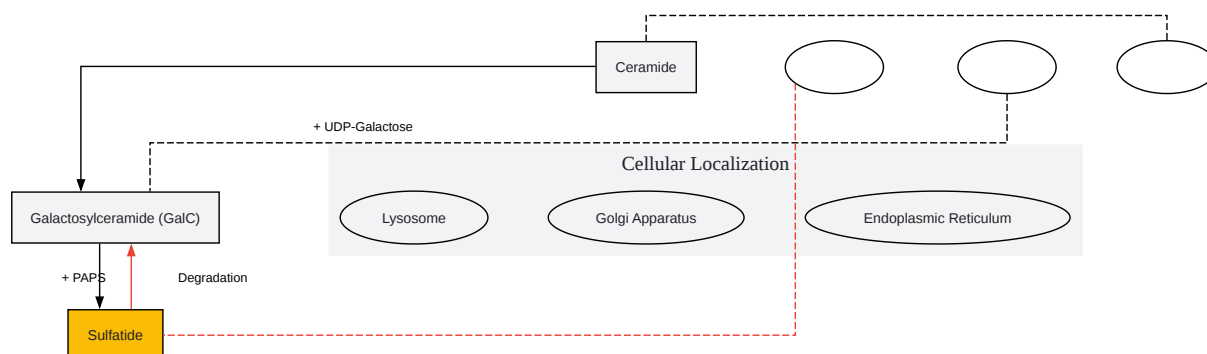 Ceramide
+ UDP-Galactose
Cellular Localization
Galactosylceramide (GalC)
Lysosome
Golgi Apparatus
Endoplasmic Reticulum
+ PAPS
Degradation
Sulfatide